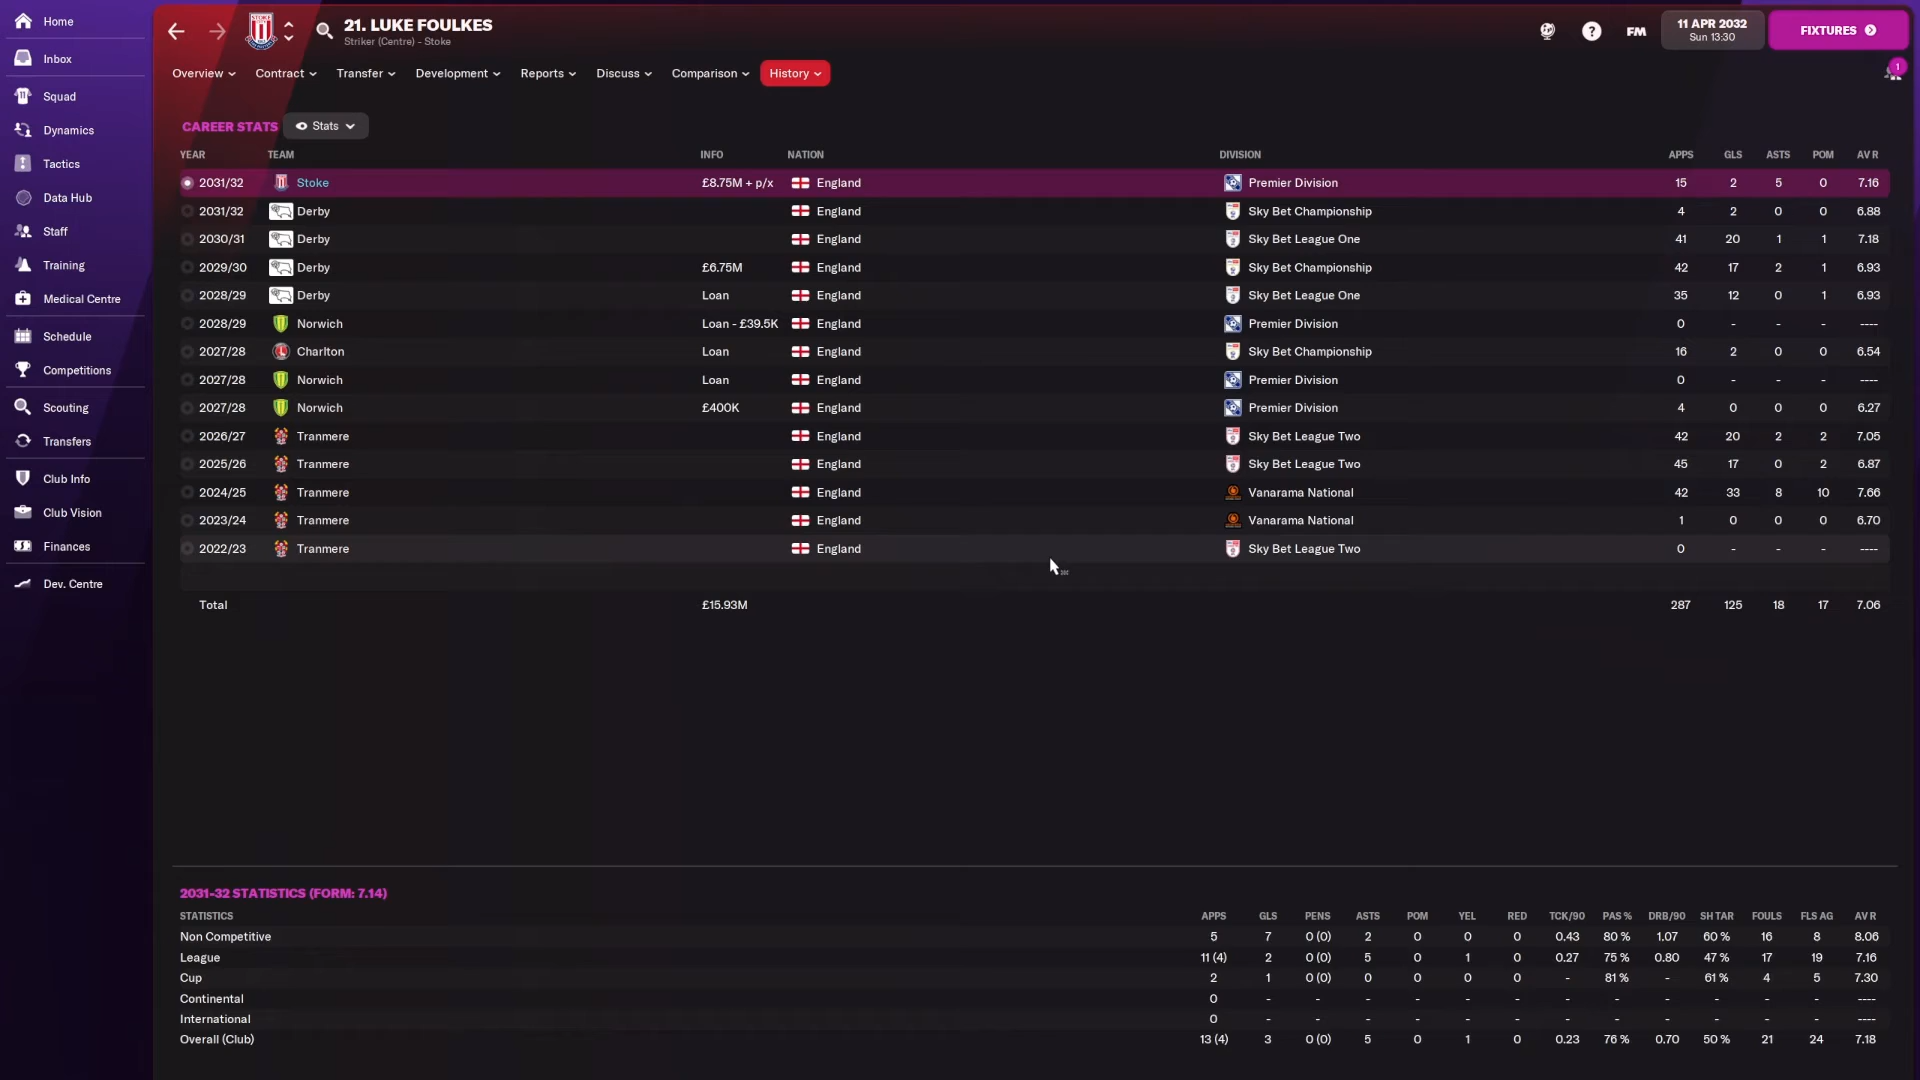 Home
Inbox
Squad
Dynamics
Tactics
Data Hub
Staff
Training
Medical Centre
Schedule
Competitions
Scouting
Transfers
Club Info
Club Vision
Finances
Dev. Centre
21. LUKE FOULKES
Striker (Centre) - Stoke
FM
11 APR 2032
Sun 13:30
FIXTURES
1
Overview Contract Transfer Development Reports Discuss Comparison History
CAREER STATS Stats
YEAR TEAM INFO NATION DIVISION APPS GLS ASTS POM AV R
2031/32 Stoke £8.75M + p/x England Premier Division 15 2 5 0 7.16
2031/32 Derby England Sky Bet Championship 4 2 0 0 6.88
2030/31 Derby England Sky Bet League One 41 20 1 1 7.18
2029/30 Derby £6.75M England Sky Bet Championship 42 17 2 1 6.93
2028/29 Derby Loan England Sky Bet League One 35 12 0 1 6.93
2028/29 Norwich Loan - £39.5K England Premier Division 0 - - - ----
2027/28 Charlton Loan England Sky Bet Championship 16 2 0 0 6.54
2027/28 Norwich Loan England Premier Division 0 - - - ----
2027/28 Norwich £400K England Premier Division 4 0 0 0 6.27
2026/27 Tranmere England Sky Bet League Two 42 20 2 2 7.05
2025/26 Tranmere England Sky Bet League Two 45 17 0 2 6.87
2024/25 Tranmere England Vanarama National 42 33 8 10 7.66
2023/24 Tranmere England Vanarama National 1 0 0 0 6.70
2022/23 Tranmere England Sky Bet League Two 0 - - - ----
Total £15.93M 287 125 18 17 7.06
2031-32 STATISTICS (FORM: 7.14)
STATISTICS APPS GLS PENS ASTS POM YEL RED TCK/90 PAS % DRB/90 SH TAR FOULS FLS AG AV R
Non Competitive 5 7 0 (0) 2 0 0 0 0.43 80 % 1.07 60 % 16 8 8.06
League 11 (4) 2 0 (0) 5 0 1 0 0.27 75 % 0.80 47 % 17 19 7.16
Cup 2 1 0 (0) 0 0 0 0 - 81 % - 61 % 4 5 7.30
Continental 0 - - - - - - - - - - - - ----
International 0 - - - - - - - - - - - - ----
Overall (Club) 13 (4) 3 0 (0) 5 0 1 0 0.23 76 % 0.70 50 % 21 24 7.18